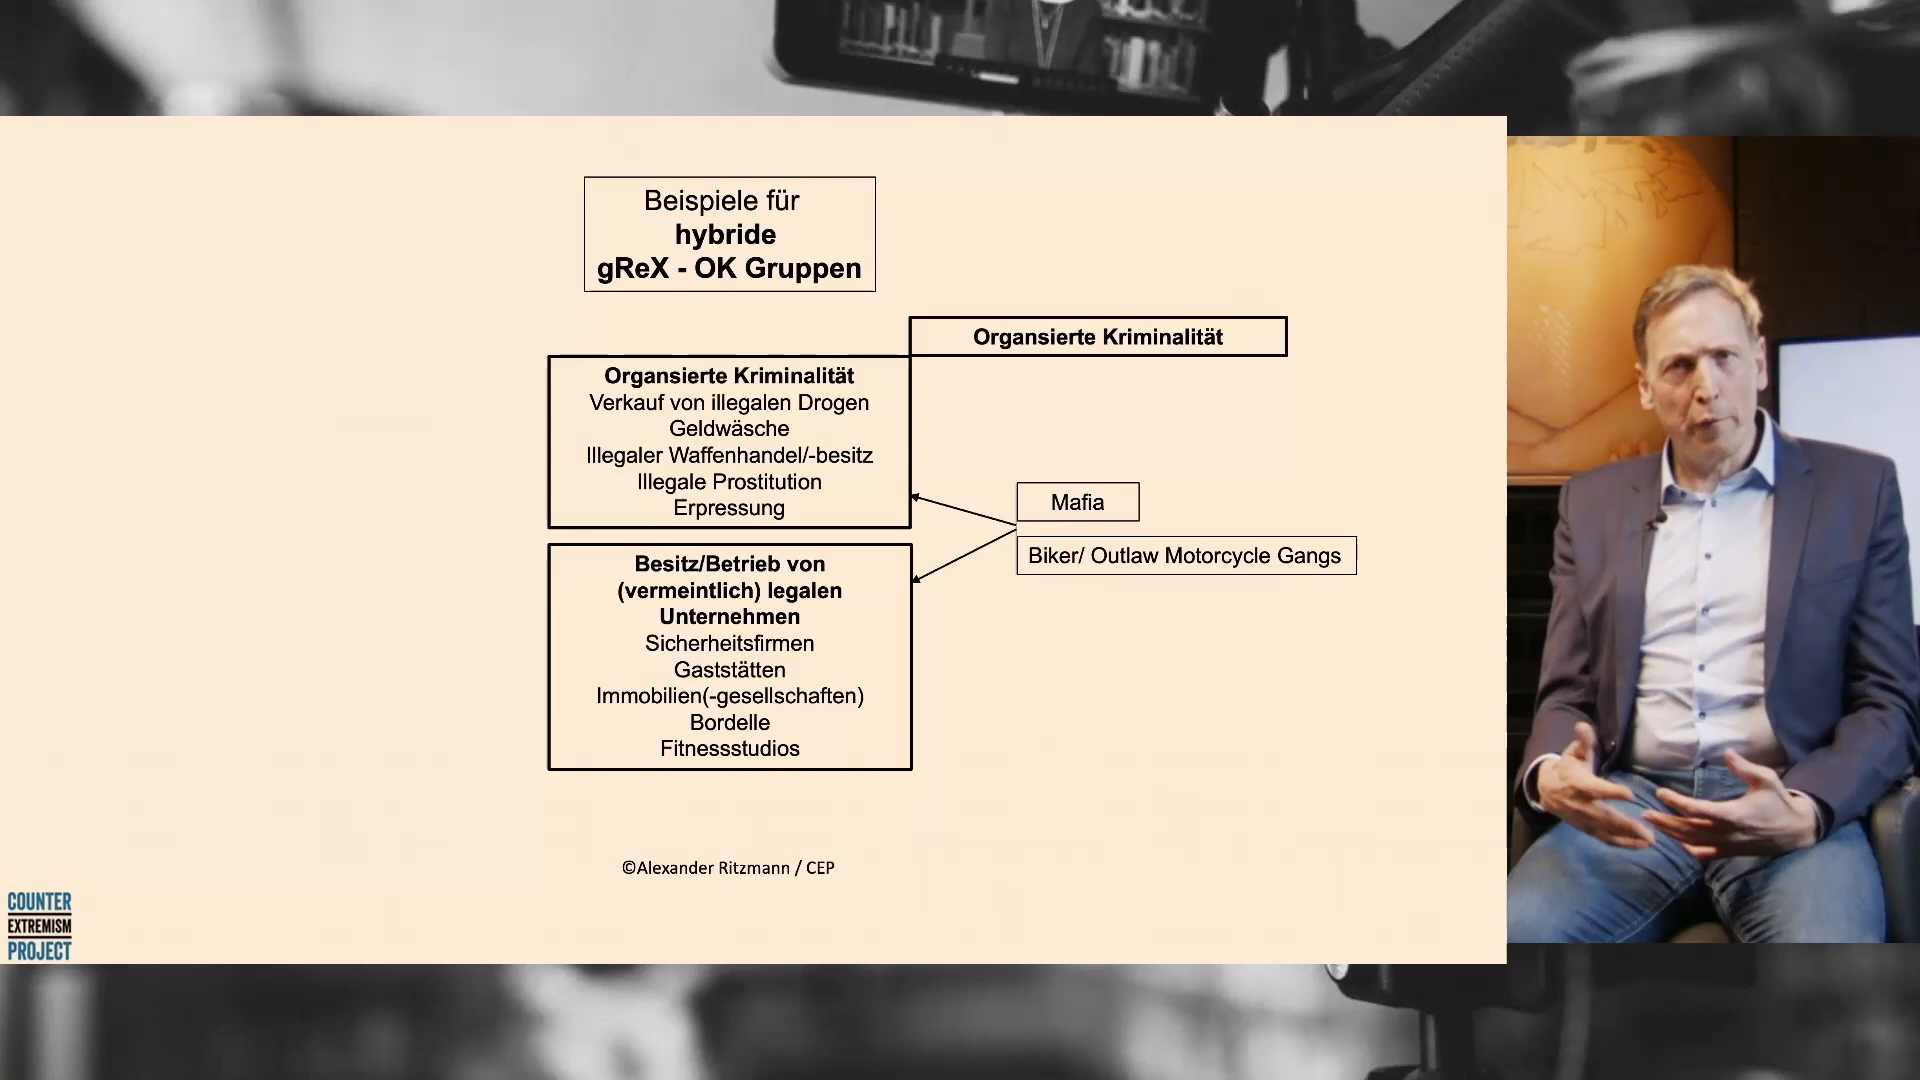 Beispiele für
hybride
gReX - OK Gruppen
Organsierte Kriminalität
Organsierte Kriminalität
Verkauf von illegalen Drogen
Geldwäsche
Illegaler Waffenhandel/-besitz
Illegale Prostitution
Erpressung
Mafia
Biker/ Outlaw Motorcycle Gangs
Besitz/Betrieb von
(vermeintlich) legalen
Unternehmen
Sicherheitsfirmen
Gaststätten
Immobilien(-gesellschaften)
Bordelle
Fitnessstudios
©Alexander Ritzmann / CEP
COUNTER
EXTREMISM
PROJECT